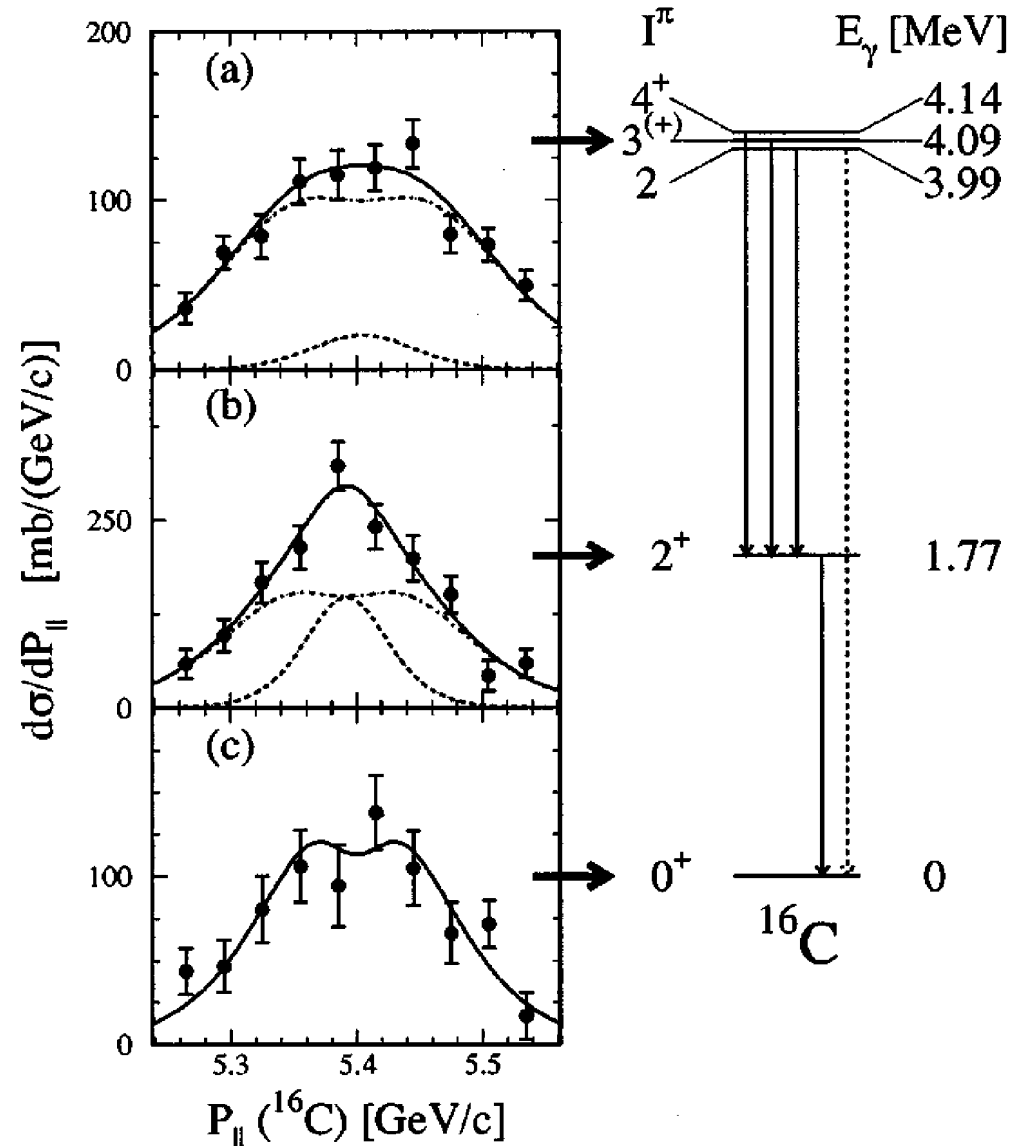 dσ/dP∥ [mb/(GeV/c)]
200
100
0
(a)
250
0
(b)
100
0
(c)
5.3 5.4 5.5
P∥ (¹⁶C) [GeV/c]
Iᵖ Eγ [MeV]
4⁺ 4.14
3⁽⁺⁾ 4.09
2 3.99
2⁺ 1.77
0⁺ 0
¹⁶C